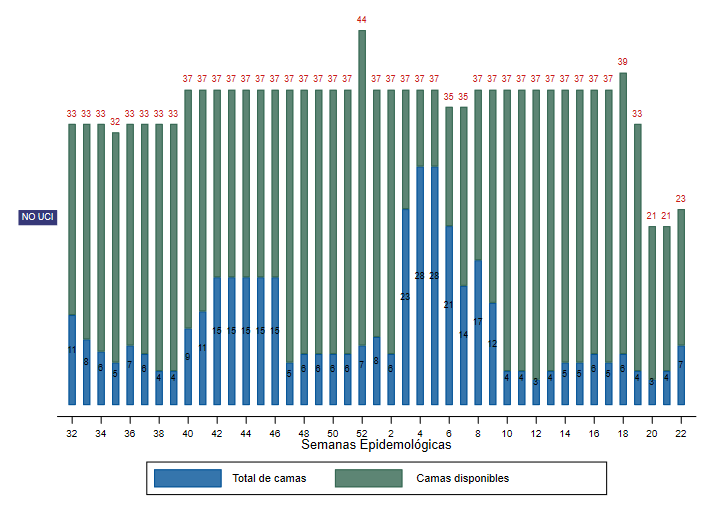 44
39
37 37 37 37 37 37 37 37 37 37 37 37 37 37 37 37 37 37 37 37 37 37 37 37 37 37
35 35
33 33 33 32 33 33 33 33 33
23
21 21
NO UCI
11 8 6 5 7 6 4 4 9 11 15 15 15 15 15 5 6 6 6 6 7 8 6 23 28 28 21 14 17 12 4 4 3 4 5 5 6 5 6 4 3 4 7
32 34 36 38 40 42 44 46 48 50 52 2 4 6 8 10 12 14 16 18 20 22
Semanas Epidemológicas
Total de camas Camas disponibles